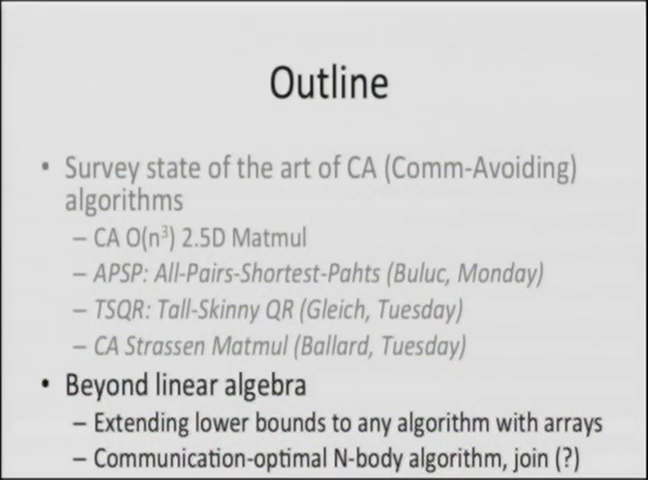 Outline
• Survey state of the art of CA (Comm-Avoiding)
algorithms
– CA O(n³) 2.5D Matmul
– APSP: All-Pairs-Shortest-Pahts (Buluc, Monday)
– TSQR: Tall-Skinny QR (Gleich, Tuesday)
– CA Strassen Matmul (Ballard, Tuesday)
• Beyond linear algebra
– Extending lower bounds to any algorithm with arrays
– Communication-optimal N-body algorithm, join (?)